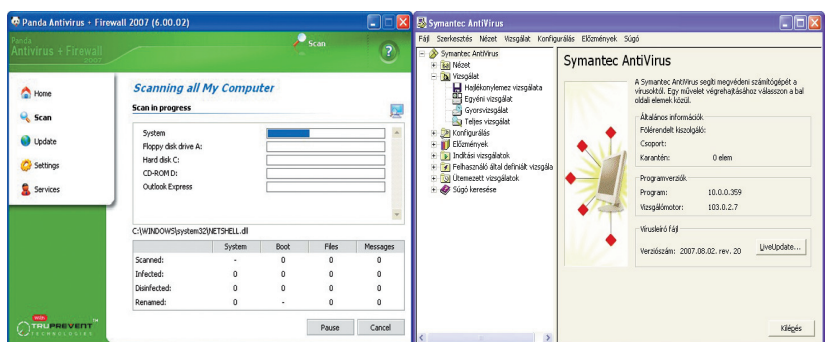 Panda Antivirus + Firewall 2007 (6.00.02)
Panda
Antivirus + Firewall
2007
Scan
?
Home
Scan
Update
Settings
Services
Scanning all My Computer
Scan in progress
System
Floppy disk drive A:
Hard disk C:
CD-ROM D:
Outlook Express
C:\WINDOWS\system32\NETSHELL.dll
System Boot Files Messages
Scanned: - 0 0 0
Infected: 0 0 0 0
Disinfected: 0 0 0 0
Renamed: 0 - 0 0
TRUPREVENT
TECHNOLOGIES
Pause Cancel
Symantec AntiVirus
Fájl Szerkesztés Nézet Vizsgálat Konfigurálás Előzmények Súgó
Symantec AntiVirus
Nézet
Vizsgálat
Hajlékonylemez vizsgálata
Egyéni vizsgálat
Gyorsvizsgálat
Teljes vizsgálat
Konfigurálás
Előzmények
Indítási vizsgálatok
Felhasználó által definiált vizsgála
Ütemezett vizsgálatok
Súgó keresése
Symantec AntiVirus
A Symantec AntiVirus segíti megvédeni számítógépét a
vírusoktól. Egy művelet végrehajtásához válasszon a bal
oldali elemek közül.
Általános információk
Fölérendelt kiszolgáló:
Csoport:
Karantén: 0 elem
Programverziók
Program: 10.0.0.359
Vizsgálómotor: 103.0.2.7
Vírusleíró fájl
Verziószám: 2007.08.02. rev. 20 LiveUpdate...
Kilépés